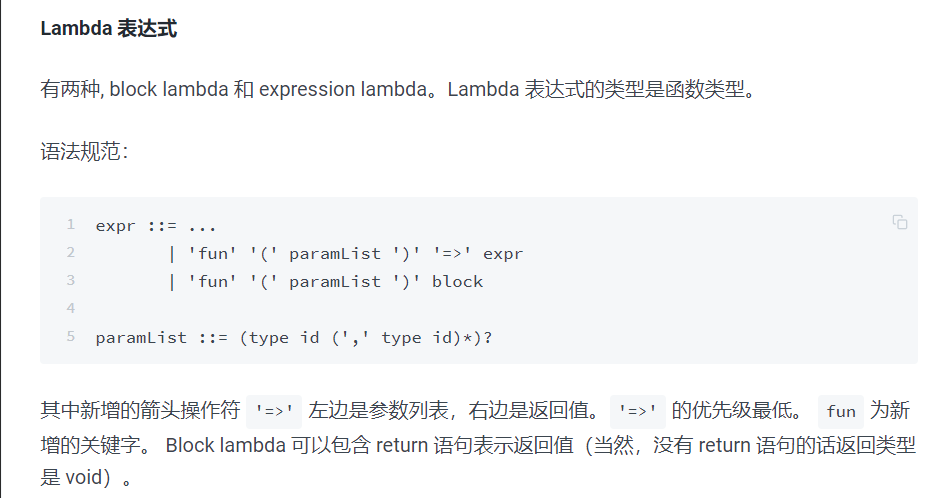 Lambda 表达式
有两种, block lambda 和 expression lambda。Lambda 表达式的类型是函数类型。
语法规范：
1 expr ::= ...
2 | 'fun' '(' paramList ')' '=>' expr
3 | 'fun' '(' paramList ')' block
4
5 paramList ::= (type id (',' type id)*)?
其中新增的箭头操作符 '=>' 左边是参数列表，右边是返回值。 '=>' 的优先级最低。 fun 为新
增的关键字。 Block lambda 可以包含 return 语句表示返回值（当然，没有 return 语句的话返回类型
是 void）。